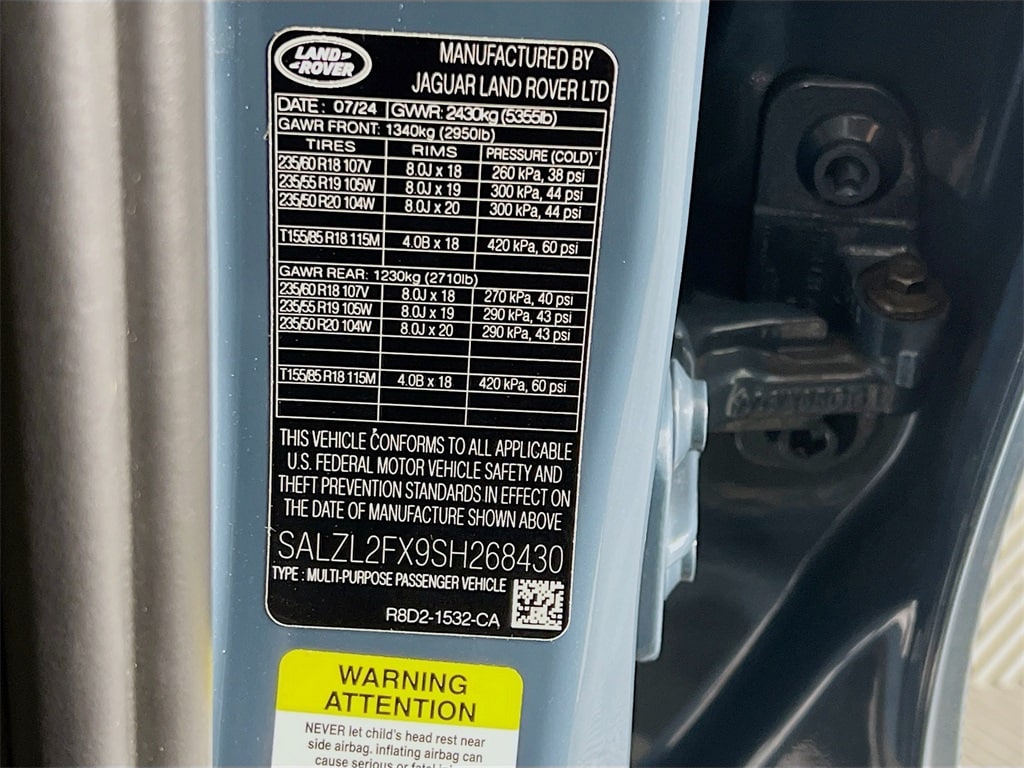 LAND ROVER
MANUFACTURED BY
JAGUAR LAND ROVER LTD
DATE : 07/24 GVWR: 2430kg (5355lb)
GAWR FRONT: 1340kg (2950lb)
TIRES RIMS PRESSURE (COLD)
235/60 R18 107V 8.0J x 18 260 kPa, 38 psi
235/55 R19 105W 8.0J x 19 300 kPa, 44 psi
235/50 R20 104W 8.0J x 20 300 kPa, 44 psi
T155/85 R18 115M 4.0B x 18 420 kPa, 60 psi
GAWR REAR: 1230kg (2710lb)
235/60 R18 107V 8.0J x 18 270 kPa, 40 psi
235/55 R19 105W 8.0J x 19 290 kPa, 43 psi
235/50 R20 104W 8.0J x 20 290 kPa, 43 psi
T155/85 R18 115M 4.0B x 18 420 kPa, 60 psi
THIS VEHICLE CONFORMS TO ALL APPLICABLE
U.S. FEDERAL MOTOR VEHICLE SAFETY AND
THEFT PREVENTION STANDARDS IN EFFECT ON
THE DATE OF MANUFACTURE SHOWN ABOVE
SALZL2FX9SH268430
TYPE : MULTI-PURPOSE PASSENGER VEHICLE
R8D2-1532-CA
WARNING
ATTENTION
NEVER let child's head rest near
side airbag. inflating airbag can
cause serious or fatal